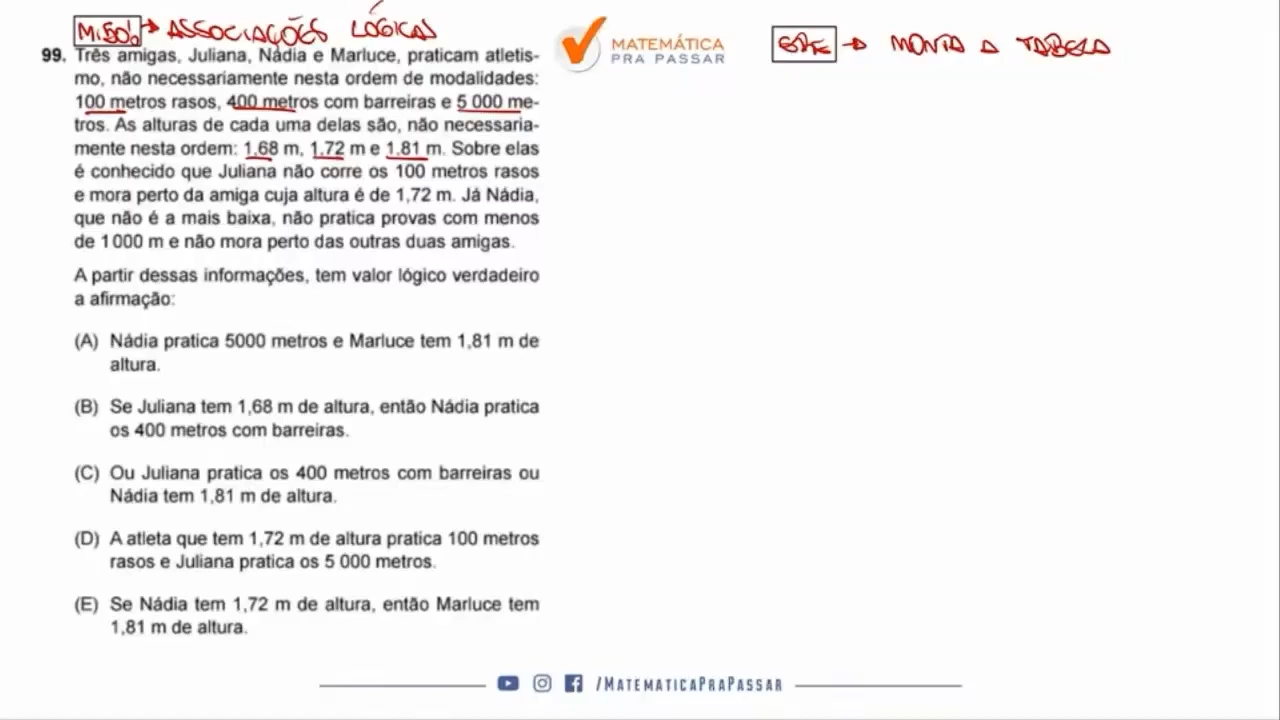 M.50% → ASSOCIAÇÕES LÓGICAS
99. Três amigas, Juliana, Nádia e Marluce, praticam atletis-
mo, não necessariamente nesta ordem de modalidades:
100 metros rasos, 400 metros com barreiras e 5 000 me-
tros. As alturas de cada uma delas são, não necessaria-
mente nesta ordem: 1,68 m, 1,72 m e 1,81 m. Sobre elas
é conhecido que Juliana não corre os 100 metros rasos
e mora perto da amiga cuja altura é de 1,72 m. Já Nádia,
que não é a mais baixa, não pratica provas com menos
de 1000 m e não mora perto das outras duas amigas.
A partir dessas informações, tem valor lógico verdadeiro
a afirmação:
(A) Nádia pratica 5000 metros e Marluce tem 1,81 m de
altura.
(B) Se Juliana tem 1,68 m de altura, então Nádia pratica
os 400 metros com barreiras.
(C) Ou Juliana pratica os 400 metros com barreiras ou
Nádia tem 1,81 m de altura.
(D) A atleta que tem 1,72 m de altura pratica 100 metros
rasos e Juliana pratica os 5 000 metros.
(E) Se Nádia tem 1,72 m de altura, então Marluce tem
1,81 m de altura.
MATEMÁTICA
PRA PASSAR
→ MONTA A TABELA
/MATEMATICAPRAPASSAR